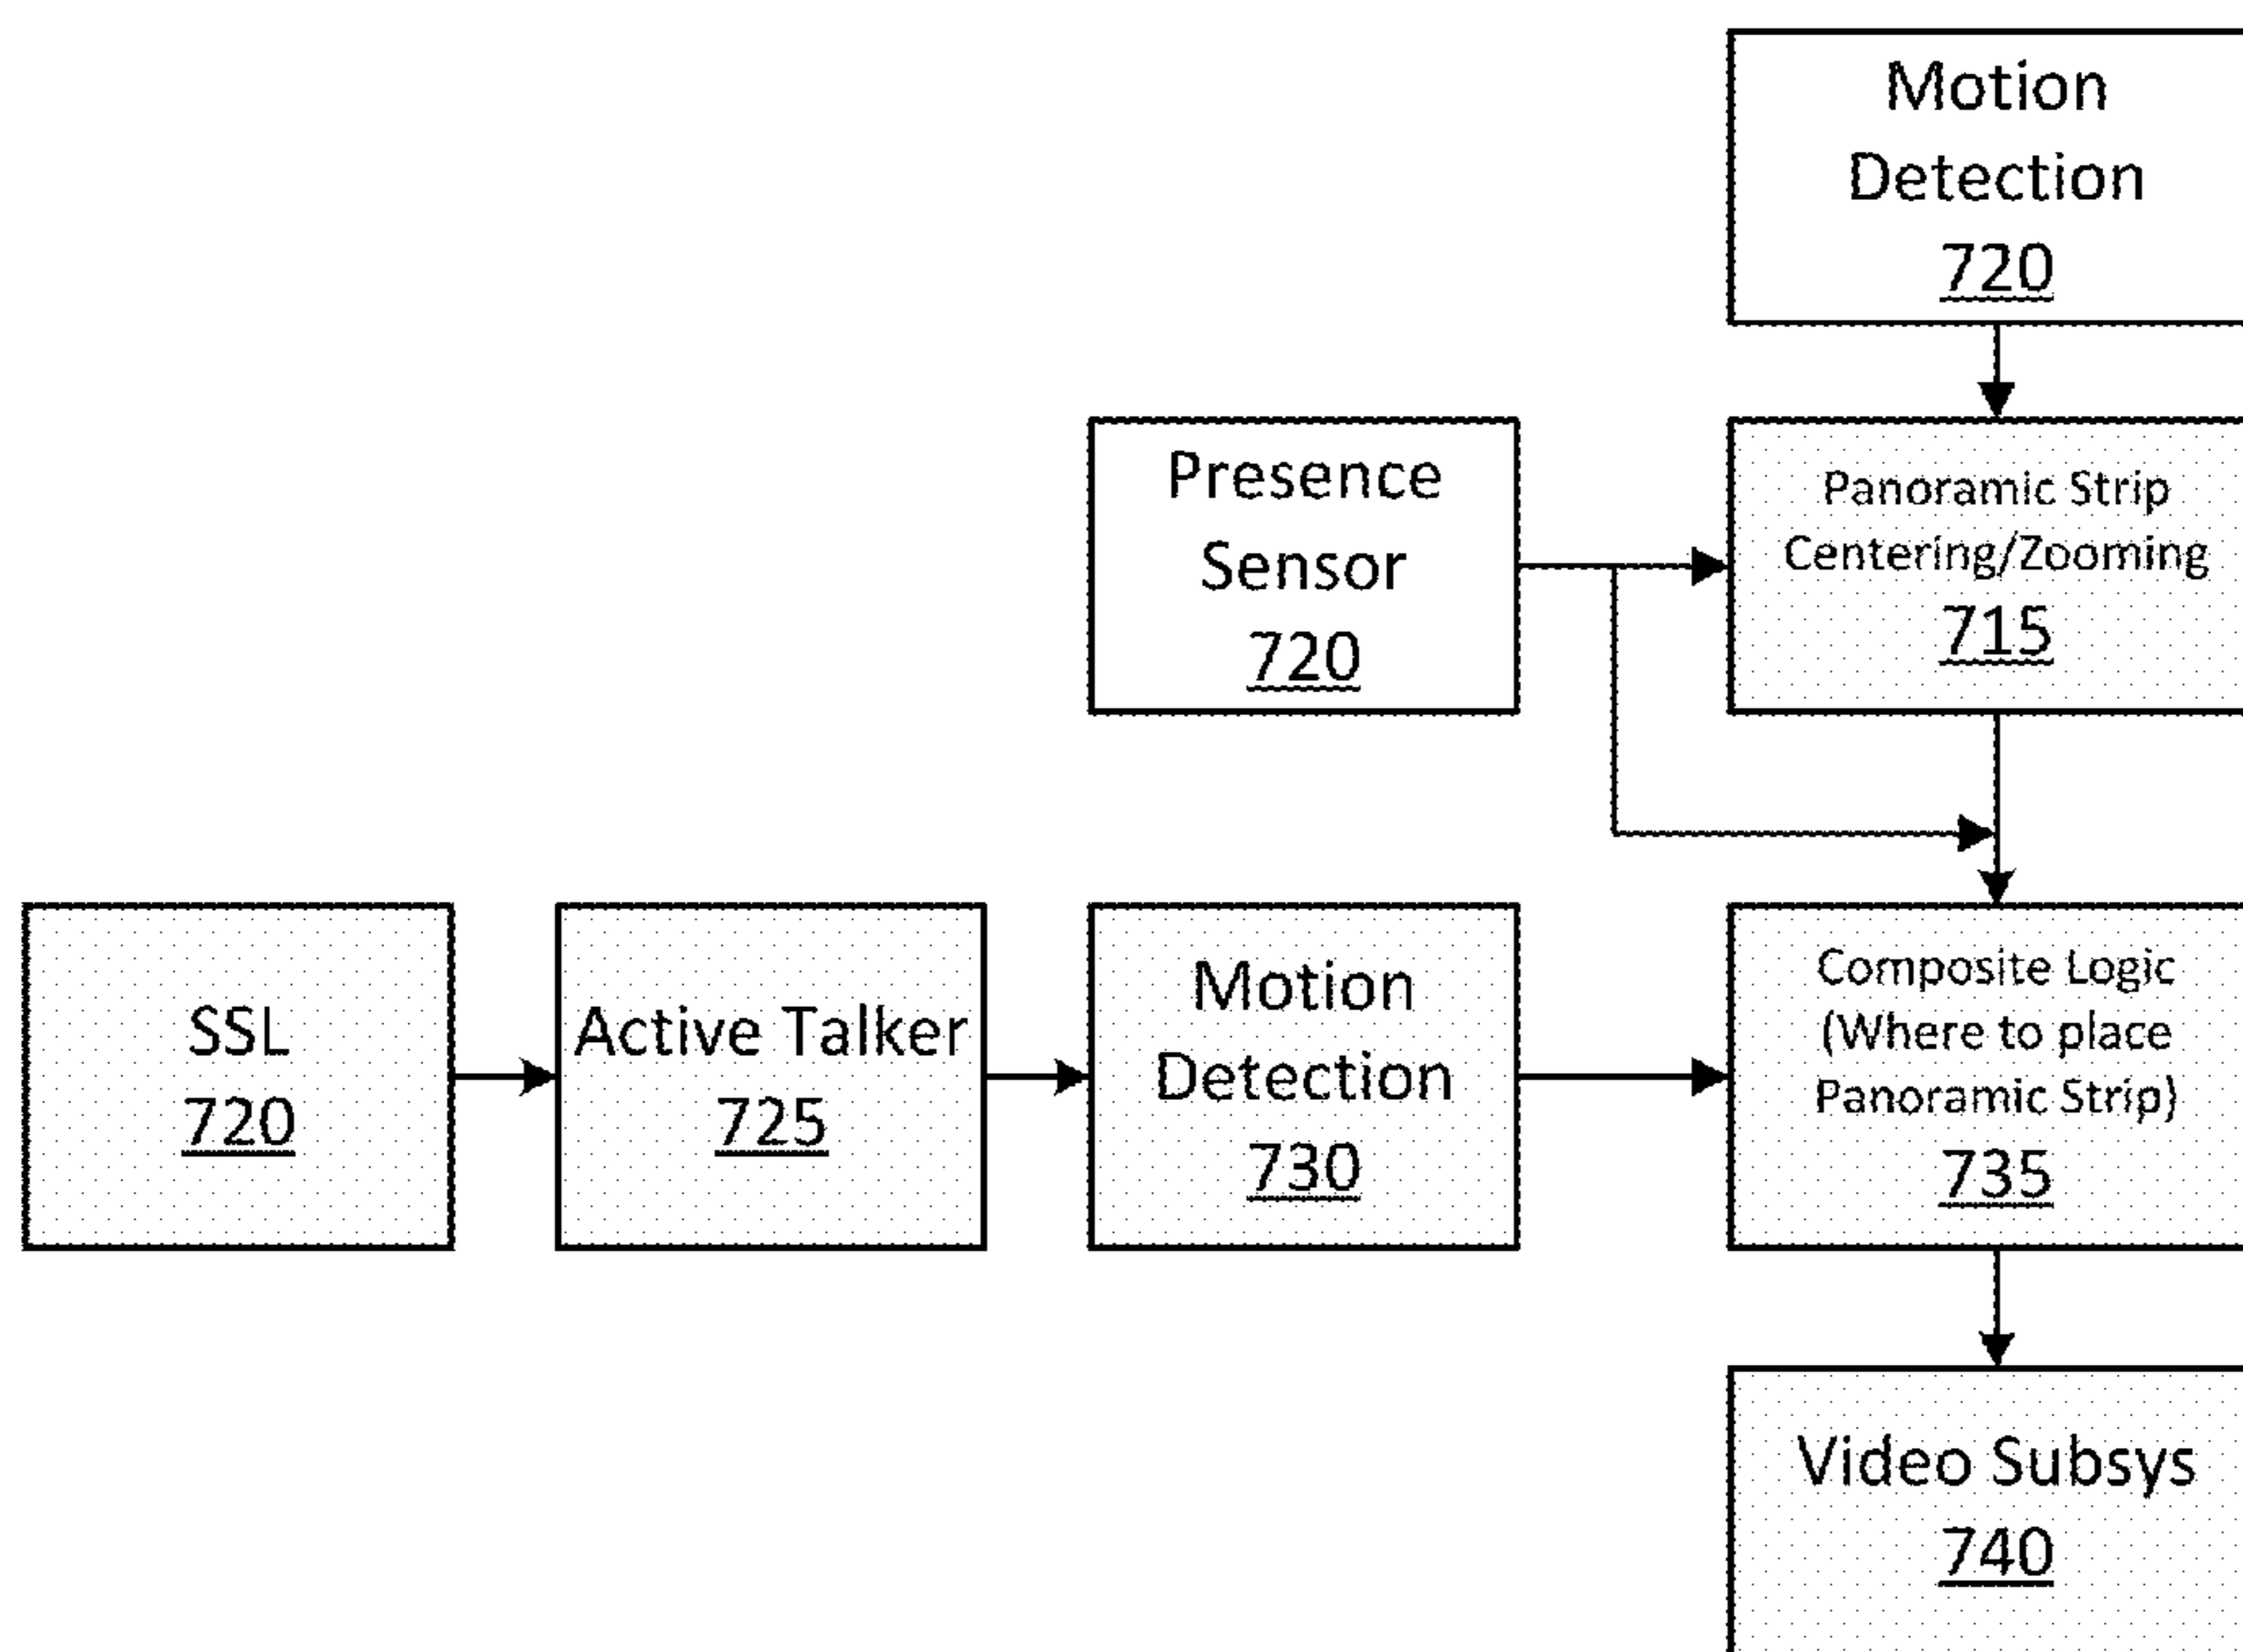 Motion
Detection
720
Presence
Sensor
720
Panoramic Strip
Centering/Zooming
715
SSL
720
Active Talker
725
Motion
Detection
730
Composite Logic
(Where to place
Panoramic Strip)
735
Video Subsys
740